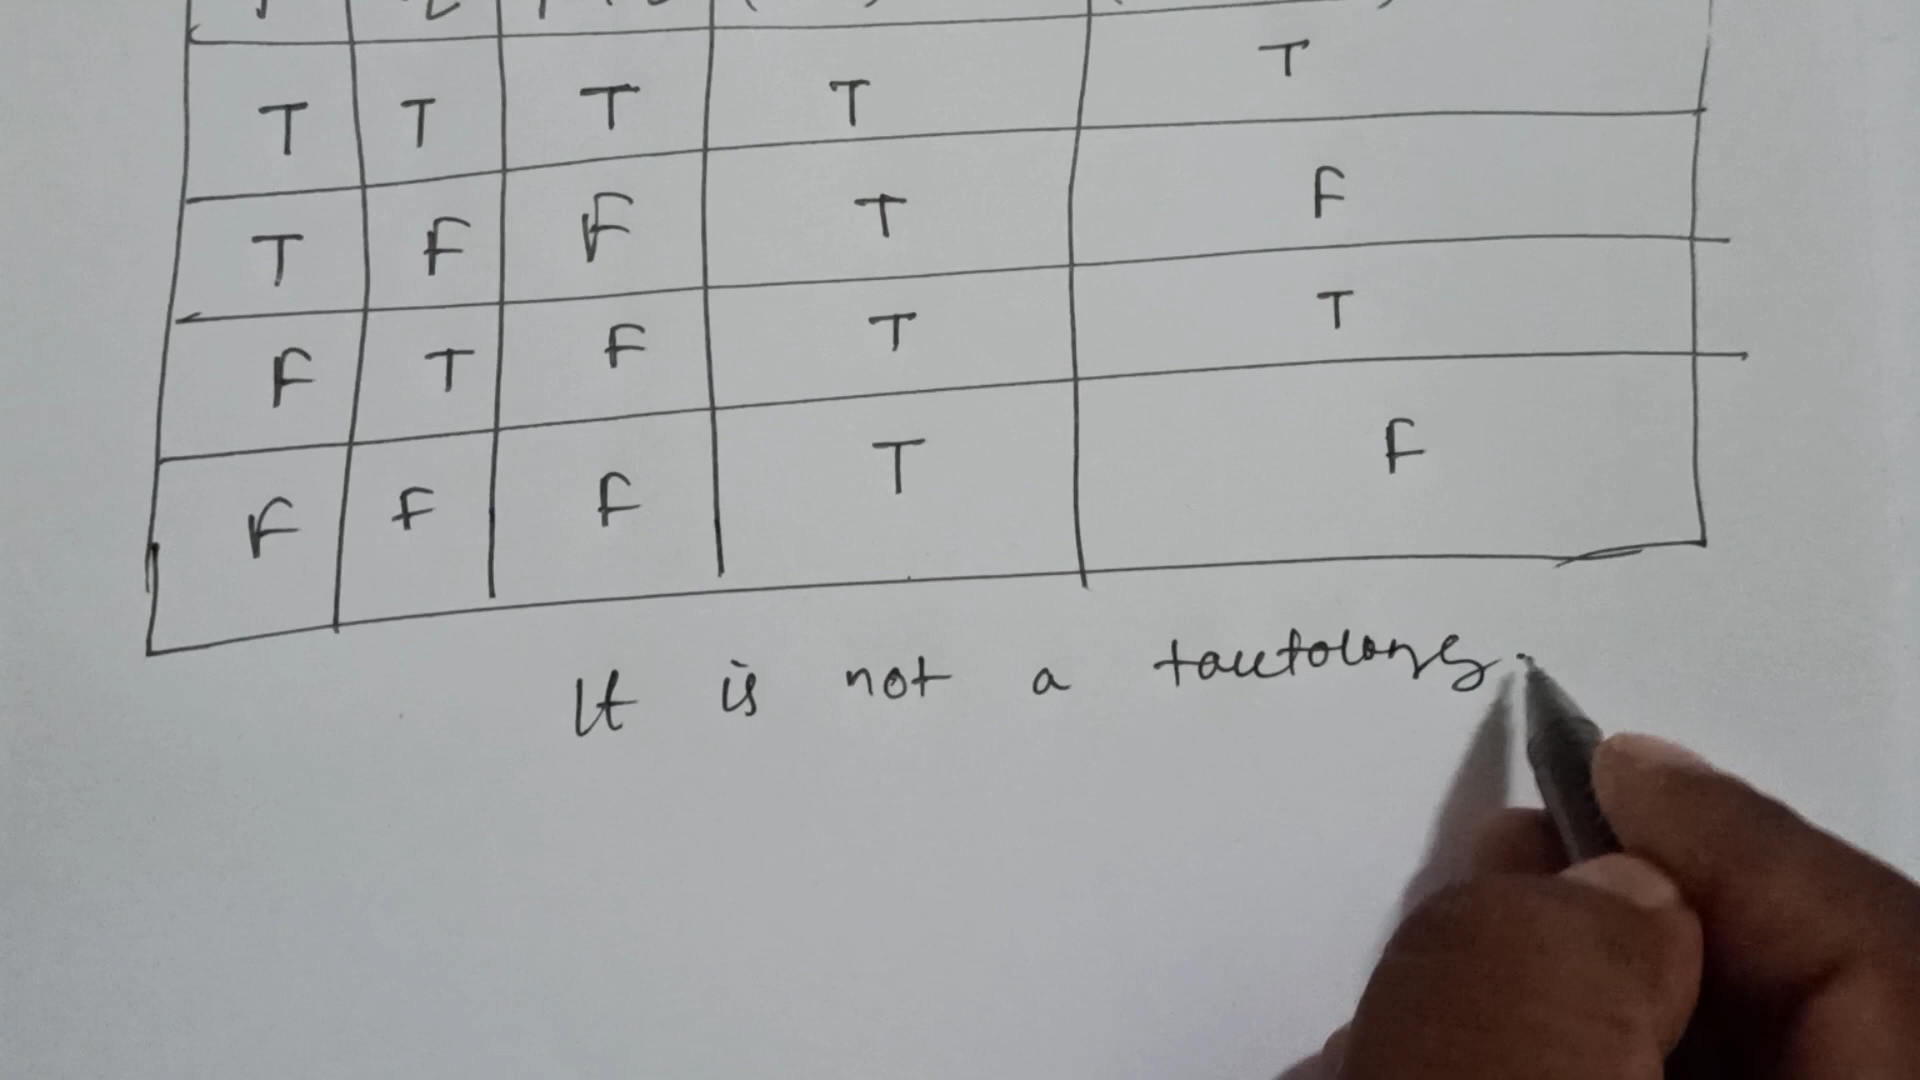 T T T T T
T F F T F
F T F T T
F F F T F
It is not a tautology.